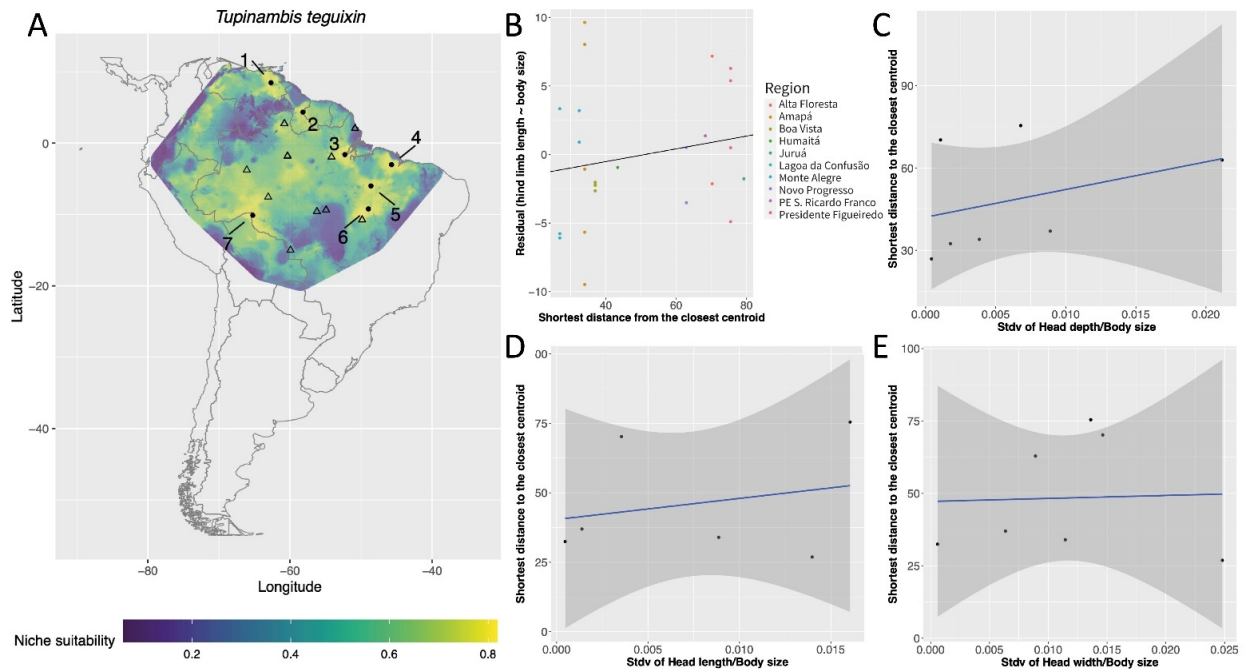 A
Tupinambis teguixin
1
2
3
4
5
6
7
0
−20
−40
−80
−60
−40
Latitude
Longitude
Niche suitability
0.2
0.4
0.6
0.8
B
Residual (hind limb length ~ body size)
10
5
0
−5
−10
40
60
80
Shortest distance from the closest centroid
Region
Alta Floresta
Amapá
Boa Vista
Humaitá
Juruá
Lagoa da Confusão
Monte Alegre
Novo Progresso
PE S. Ricardo Franco
Presidente Figueiredo
C
Shortest distance to the closest centroid
90
60
30
0.000
0.005
0.010
0.015
0.020
Stdv of Head depth/Body size
D
Shortest distance to the closest centroid
00
75
50
25
0
0.000
0.005
0.010
0.015
Stdv of Head length/Body size
E
Shortest distance to the closest centroid
100
75
50
25
0
0.000
0.005
0.010
0.015
0.020
0.025
Stdv of Head width/Body size